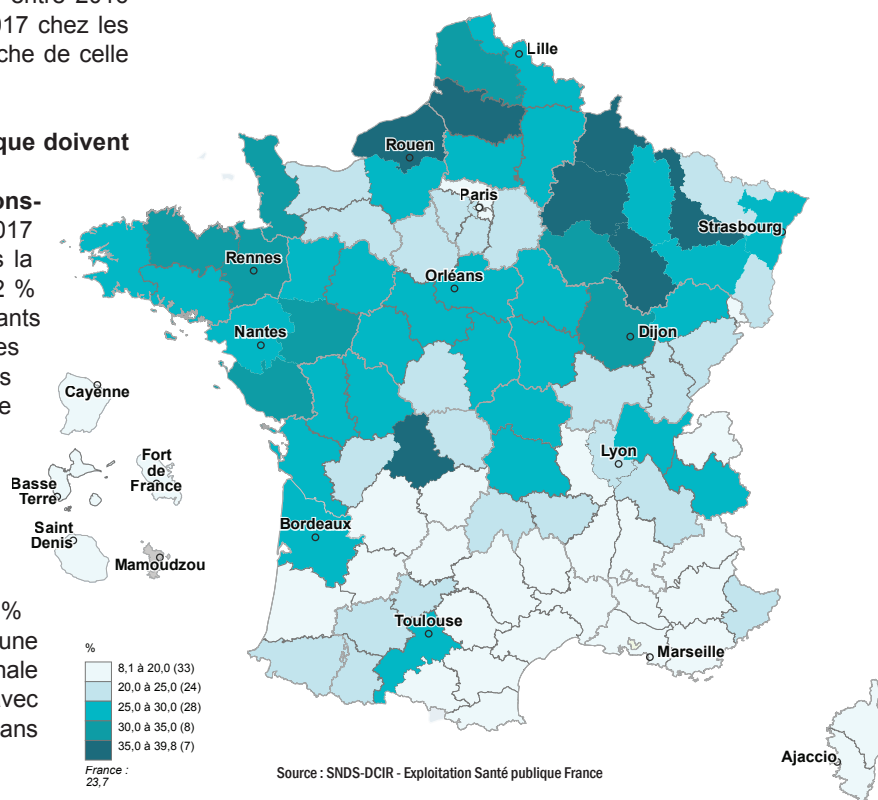 entre 2016
017 chez les
che de celle
que doivent
ons-
017
s la
2 %
ants
es
s
e
%
une
nale
avec
ans
Lille
Rouen
Paris
Strasbourg
Rennes
Orléans
Nantes
Dijon
Cayenne
Fort
de
France
Basse
Terre
Lyon
Saint
Denis
Bordeaux
Mamoudzou
Toulouse
Marseille
Ajaccio
%
8,1 à 20,0 (33)
20,0 à 25,0 (24)
25,0 à 30,0 (28)
30,0 à 35,0 (8)
35,0 à 39,8 (7)
France :
23,7
Source : SNDS-DCIR - Exploitation Santé publique France